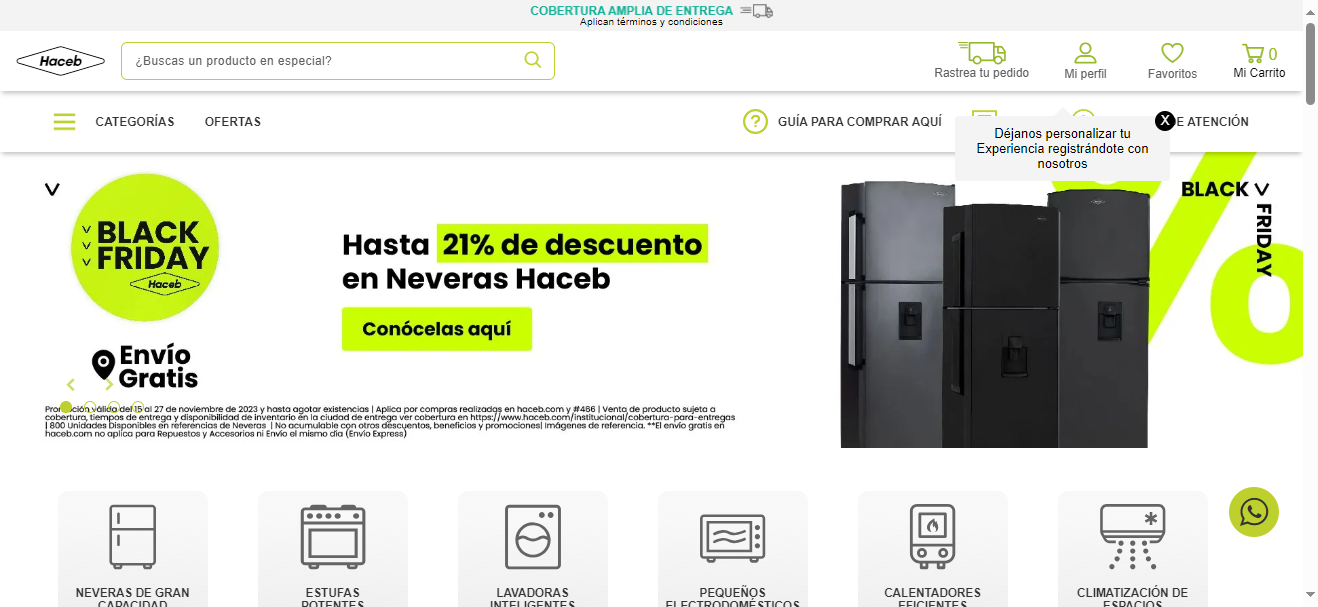 COBERTURA AMPLIA DE ENTREGA
Aplican términos y condiciones
Haceb
¿Buscas un producto en especial?
Rastrea tu pedido
Mi perfil
Favoritos
0
Mi Carrito
CATEGORÍAS
OFERTAS
GUÍA PARA COMPRAR AQUÍ
DE ATENCIÓN
X
Déjanos personalizar tu
Experiencia registrándote con
nosotros
BLACK
FRIDAY
Haceb
Envío
Gratis
Hasta 21% de descuento
en Neveras Haceb
Conócelas aquí
BLACK
FRIDAY
%
Promoción válida del 15 al 27 de noviembre de 2023 y hasta agotar existencias | Aplica por compras realizadas en haceb.com y #466 | Venta de producto sujeta a
cobertura, tiempos de entrega y disponibilidad de inventario en la ciudad de entrega ver cobertura en https://www.haceb.com/institucional/cobertura-para-entregas
| 800 Unidades Disponibles en referencias de Neveras | No acumulable con otros descuentos, beneficios y promociones| Imágenes de referencia. **El envío gratis en
haceb.com no aplica para Repuestos y Accesorios ni Envío el mismo día (Envío Express)
NEVERAS DE GRAN
CAPACIDAD
ESTUFAS
POTENTES
LAVADORAS
INTELIGENTES
PEQUEÑOS
ELECTRODOMÉSTICOS
CALENTADORES
EFICIENTES
CLIMATIZACIÓN DE
ESPACIOS